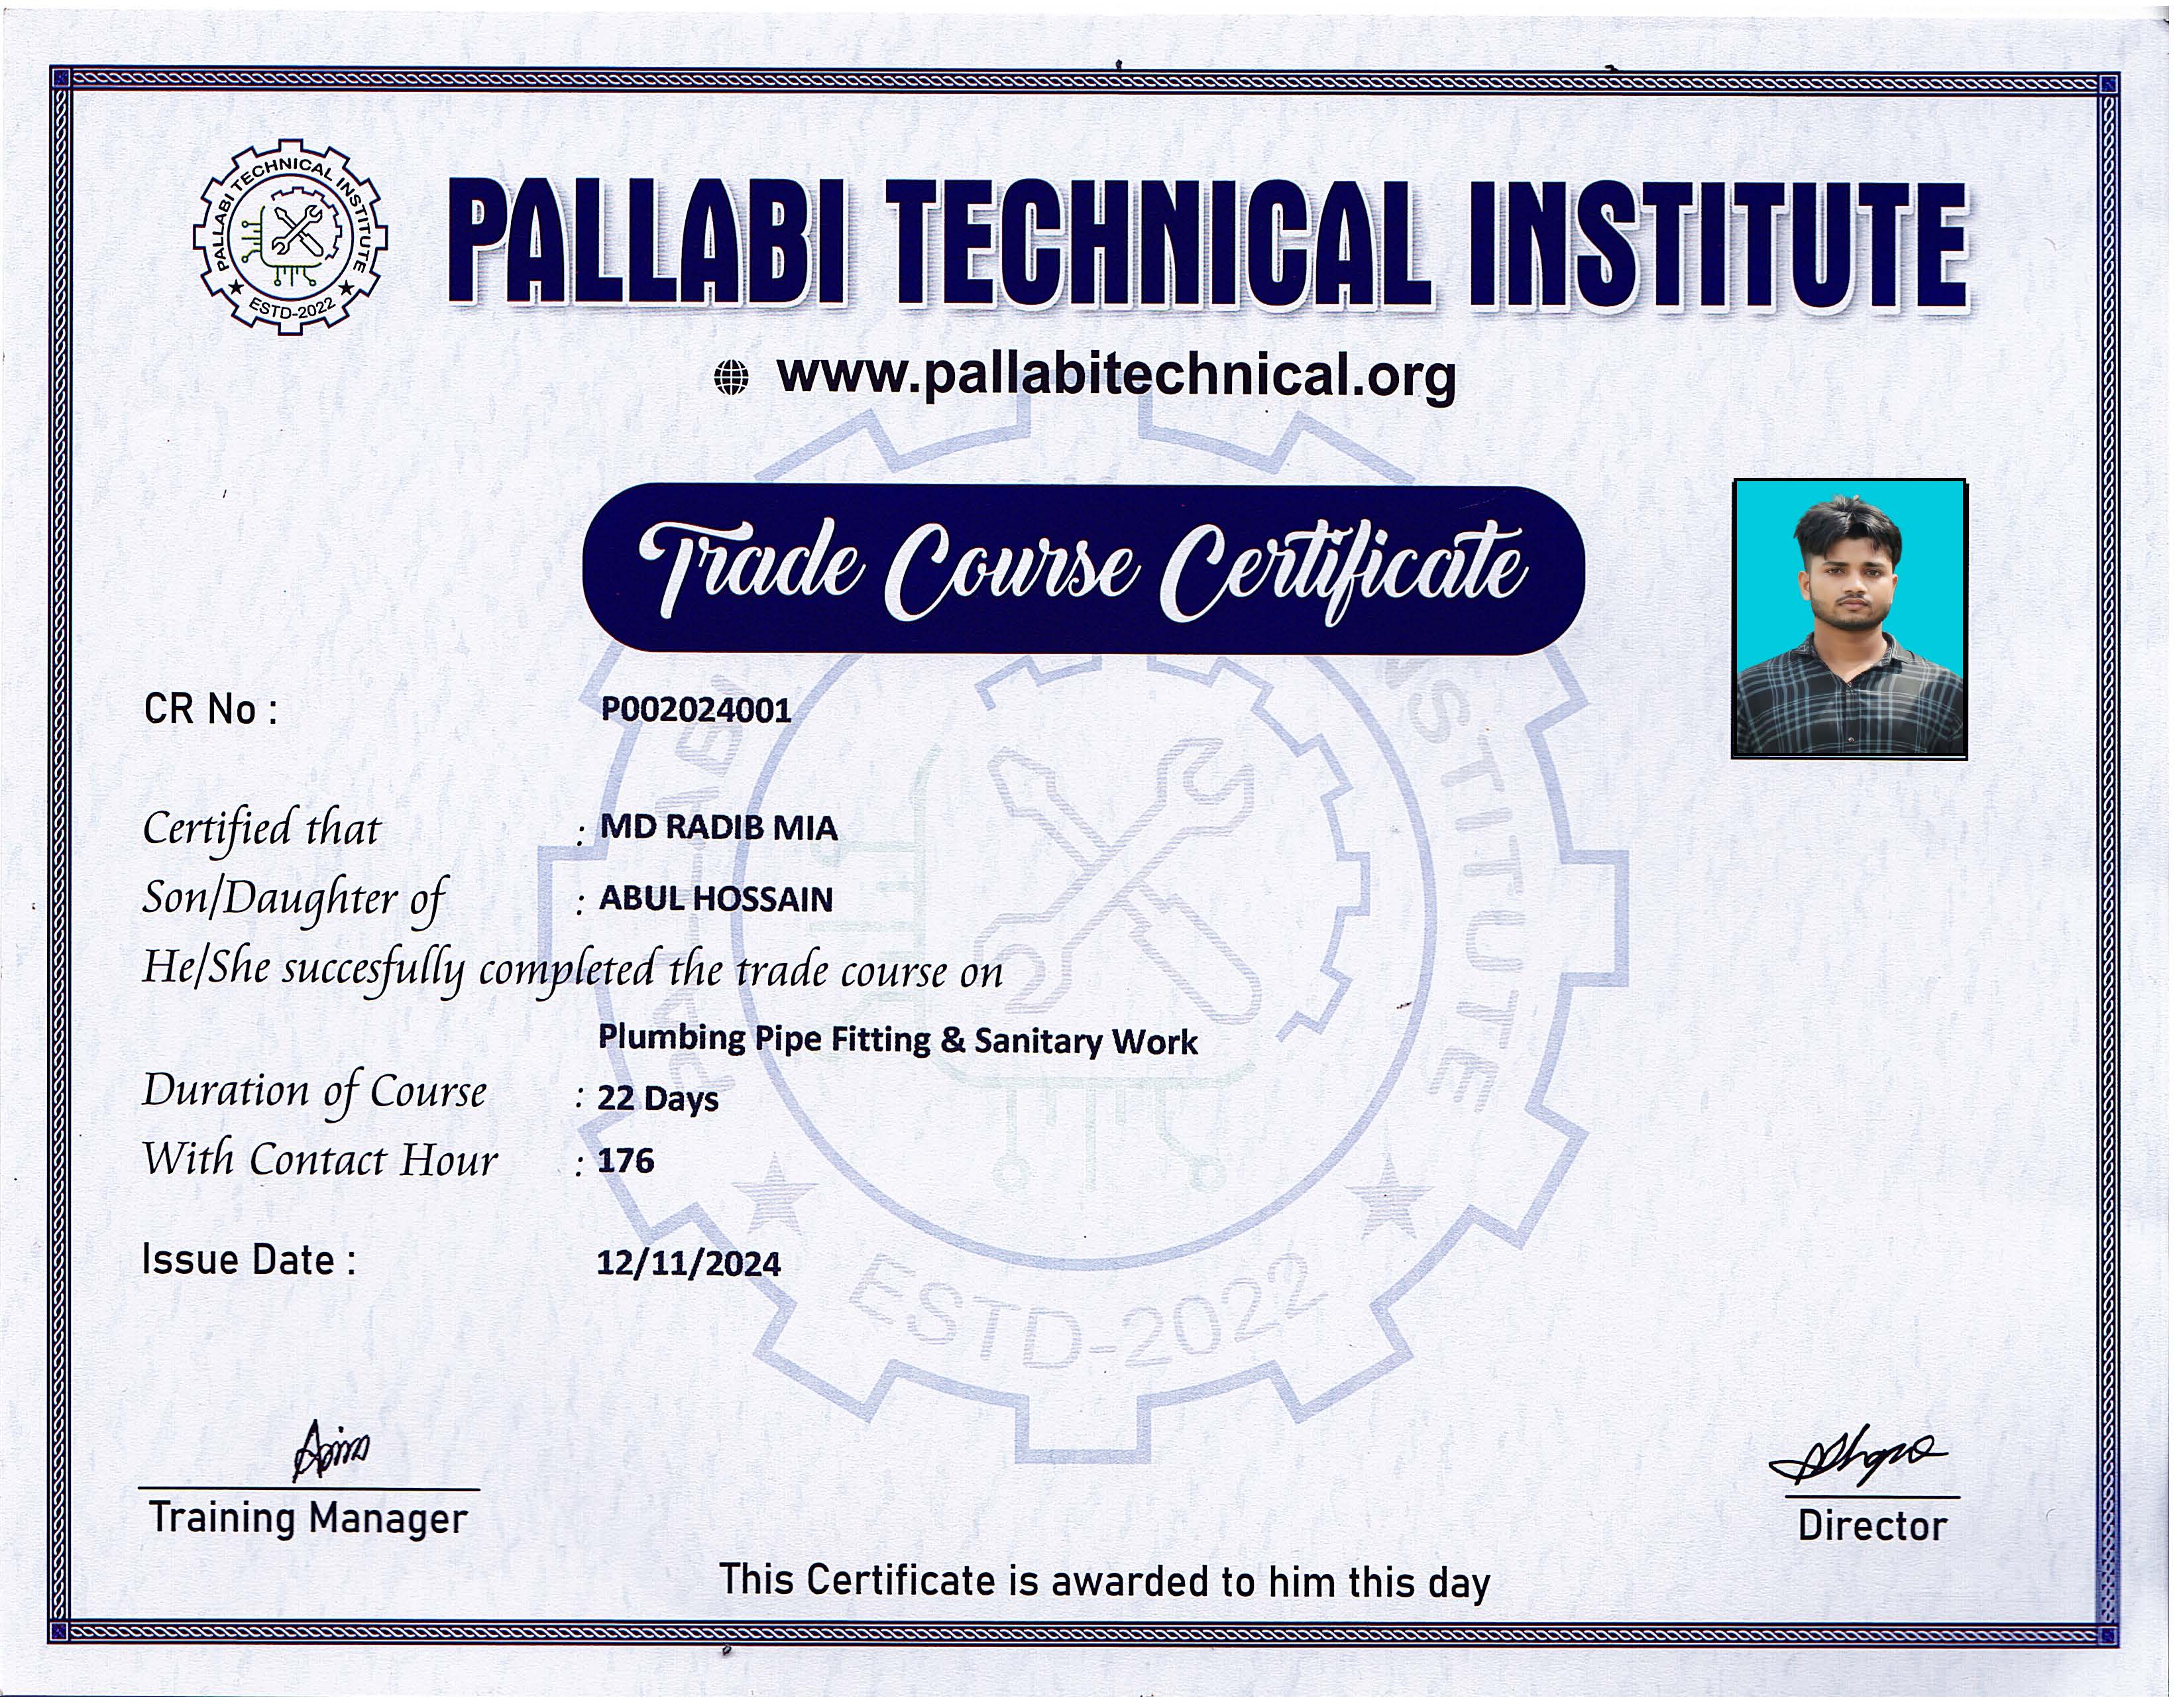 PALLABI TECHNICAL INSTITUTE
ESTD-2022
PALLABI TECHNICAL INSTITUTE
www.pallabitechnical.org
Trade Course Certificate
CR No : P002024001
Certified that : MD RADIB MIA
Son/Daughter of : ABUL HOSSAIN
He/She succesfully completed the trade course on
Plumbing Pipe Fitting & Sanitary Work
Duration of Course : 22 Days
With Contact Hour : 176
Issue Date : 12/11/2024
ESTD-2022
Training Manager
Director
This Certificate is awarded to him this day